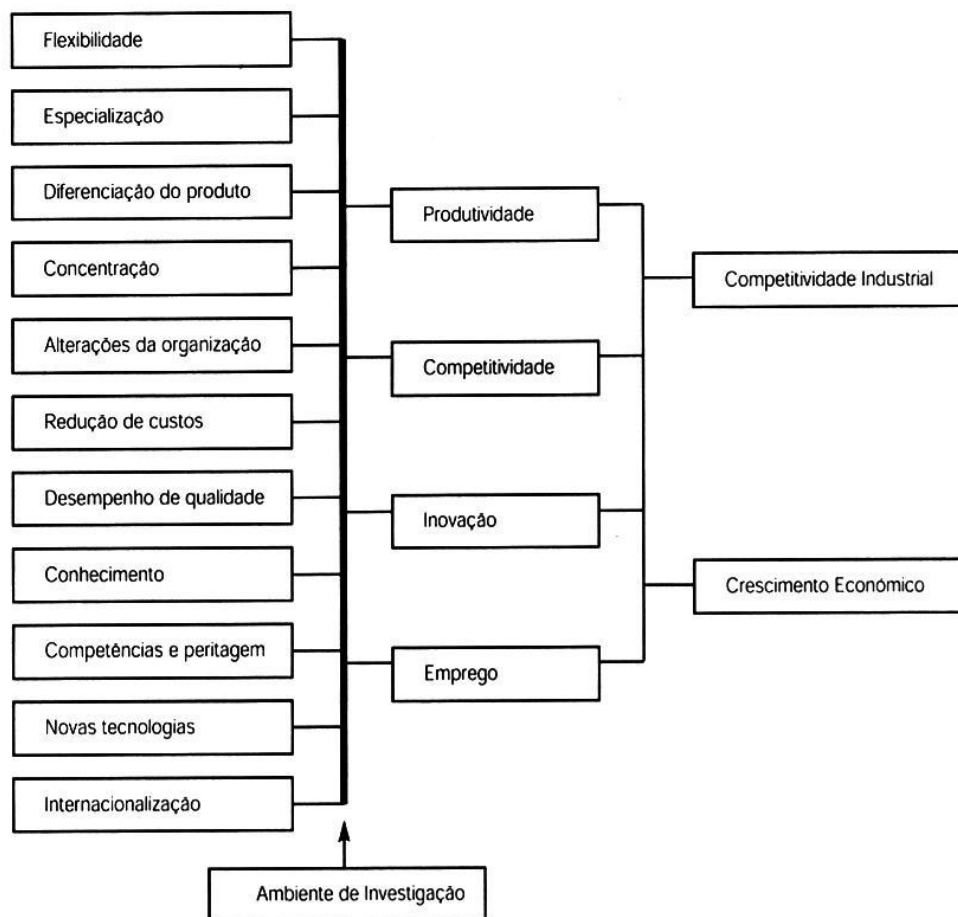 Flexibilidade
Especialização
Diferenciação do produto
Concentração
Alterações da organização
Redução de custos
Desempenho de qualidade
Conhecimento
Competências e peritagem
Novas tecnologias
Internacionalização
Produtividade
Competitividade
Inovação
Emprego
Competitividade Industrial
Crescimento Económico
Ambiente de Investigação